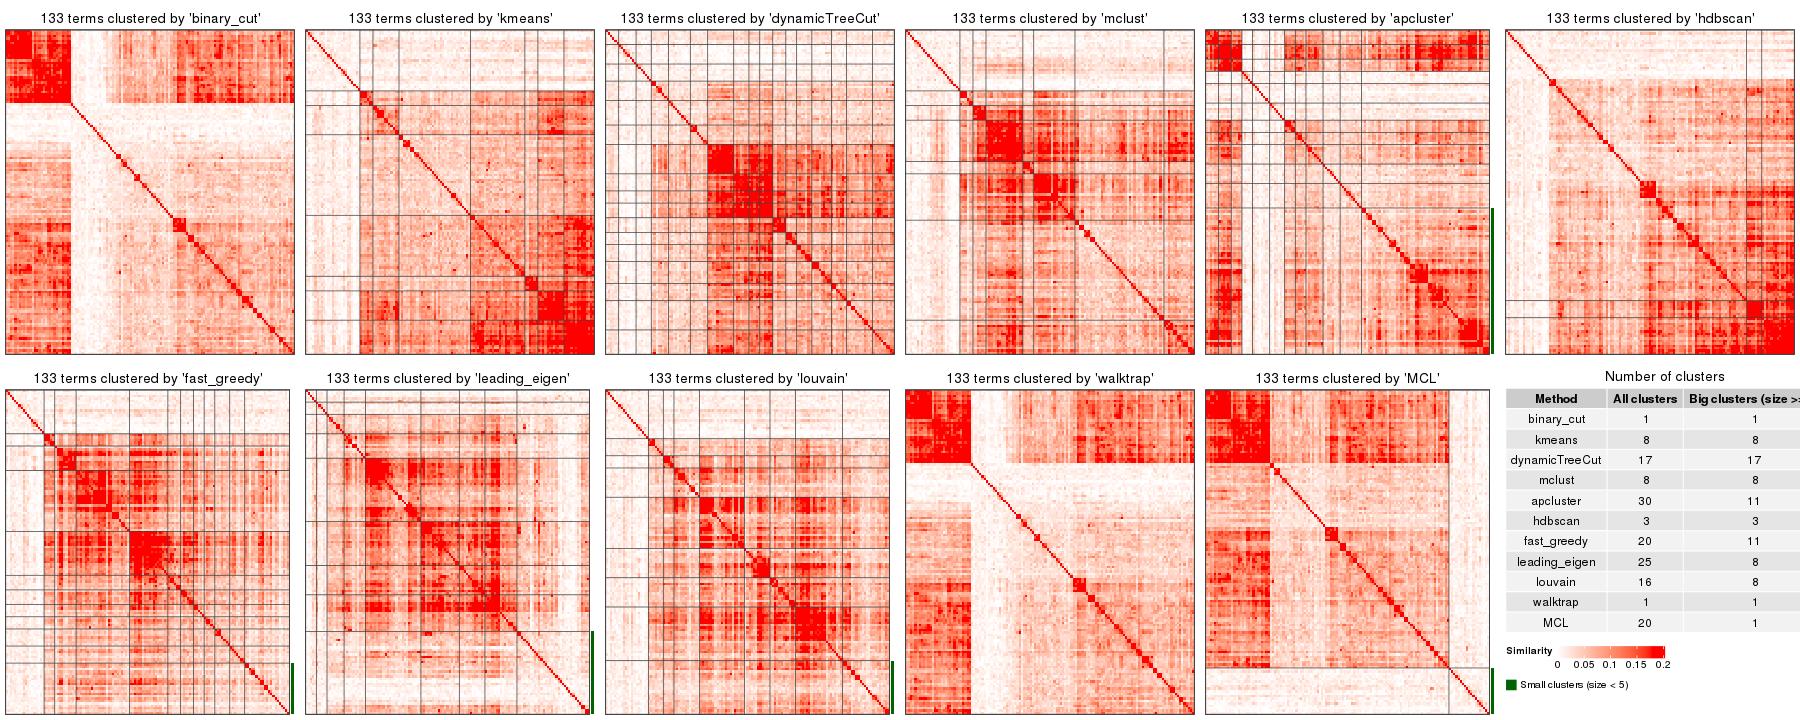 133 terms clustered by 'binary_cut'
133 terms clustered by 'kmeans'
133 terms clustered by 'dynamicTreeCut'
133 terms clustered by 'mclust'
133 terms clustered by 'apcluster'
133 terms clustered by 'hdbscan'
133 terms clustered by 'fast_greedy'
133 terms clustered by 'leading_eigen'
133 terms clustered by 'louvain'
133 terms clustered by 'walktrap'
133 terms clustered by 'MCL'
Number of clusters
Method All clusters Big clusters (size >=
binary_cut 1 1
kmeans 8 8
dynamicTreeCut 17 17
mclust 8 8
apcluster 30 11
hdbscan 3 3
fast_greedy 20 11
leading_eigen 25 8
louvain 16 8
walktrap 1 1
MCL 20 1
Similarity
0 0.05 0.1 0.15 0.2
Small clusters (size < 5)